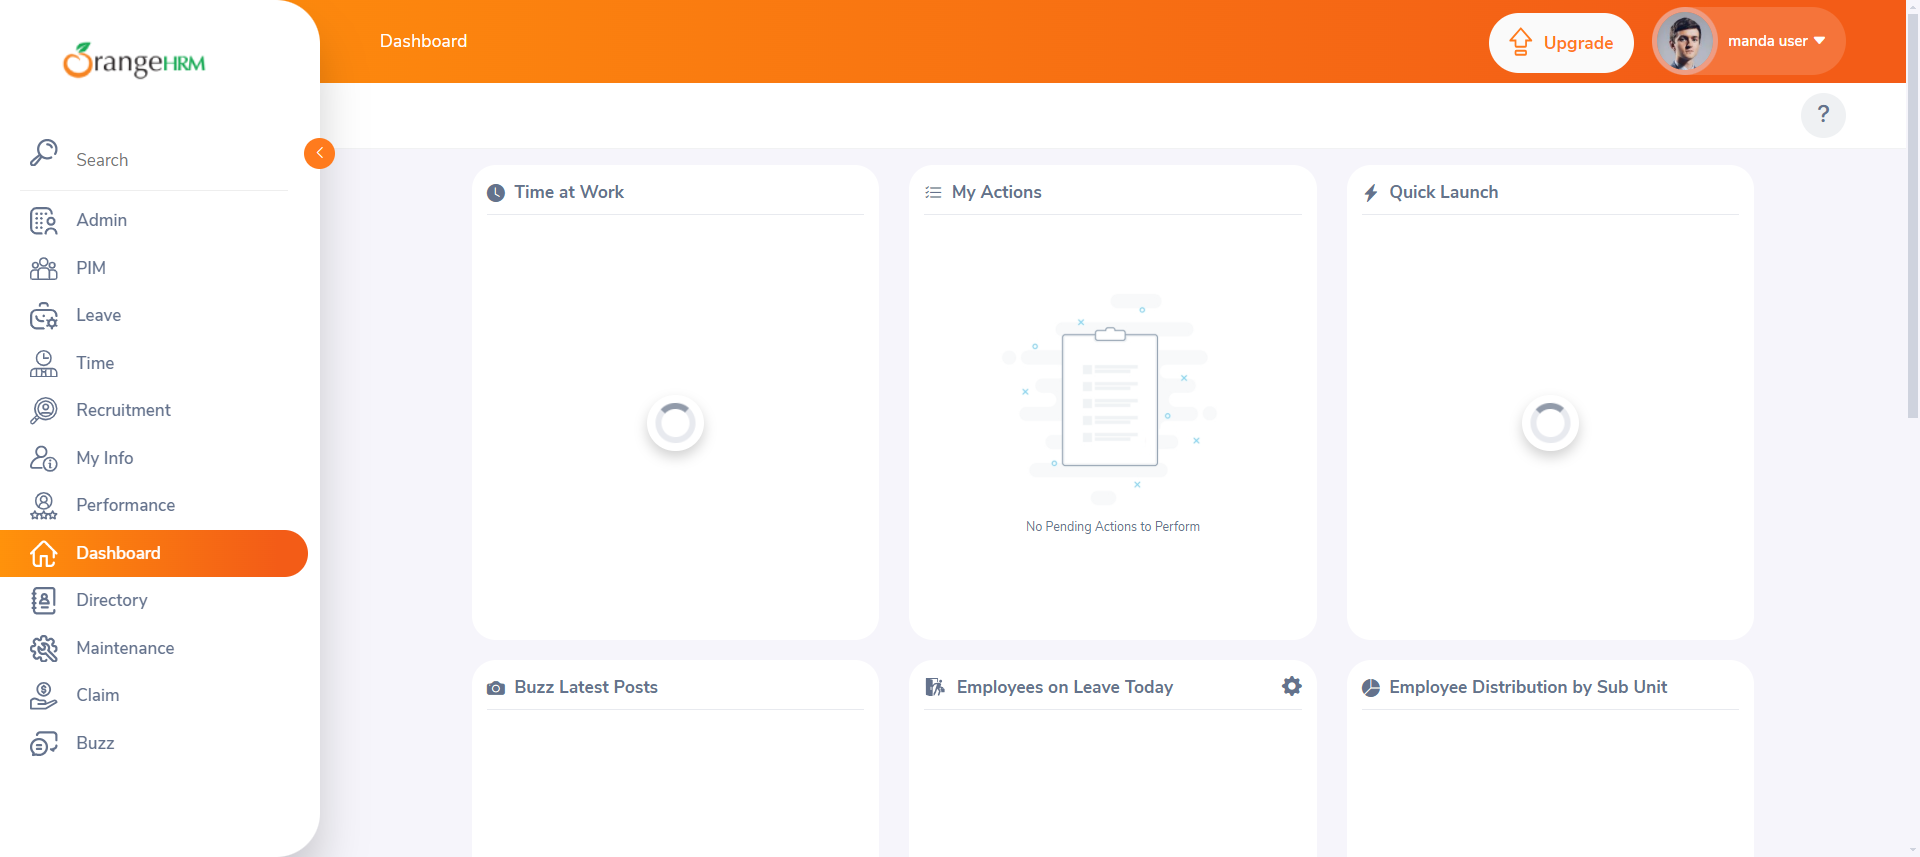 OrangeHRM
Dashboard
Upgrade
manda user
?
Search
Admin
PIM
Leave
Time
Recruitment
My Info
Performance
Dashboard
Directory
Maintenance
Claim
Buzz
Time at Work
My Actions
No Pending Actions to Perform
Quick Launch
Buzz Latest Posts
Employees on Leave Today
Employee Distribution by Sub Unit